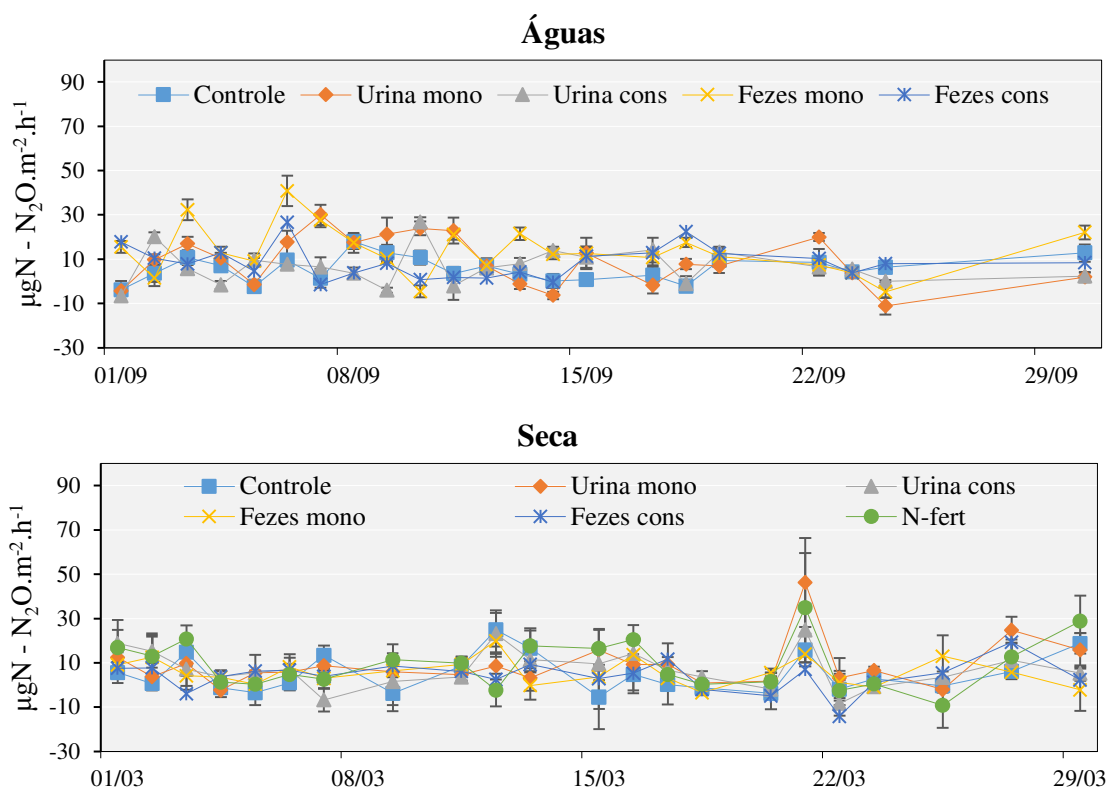 Águas
µgN - N₂O.m⁻².h⁻¹
90
70
50
30
10
-10
-30
Controle Urina mono Urina cons Fezes mono Fezes cons
01/09 08/09 15/09 22/09 29/09
Seca
µgN - N₂O.m⁻².h⁻¹
90
70
50
30
10
-10
-30
Controle Urina mono Urina cons
Fezes mono Fezes cons N-fert
01/03 08/03 15/03 22/03 29/03